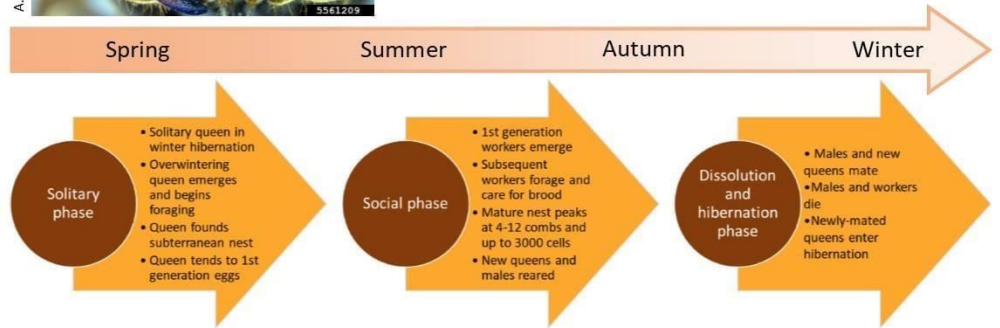 A.
5561209
Spring Summer Autumn Winter
Solitary
phase
• Solitary queen in
winter hibernation
• Overwintering
queen emerges
and begins
foraging
• Queen founds
subterranean nest
• Queen tends to 1st
generation eggs
Social phase
• 1st generation
workers emerge
• Subsequent
workers forage and
care for brood
• Mature nest peaks
at 4-12 combs and
up to 3000 cells
• New queens and
males reared
Dissolution
and
hibernation
phase
• Males and new
queens mate
•Males and workers
die
•Newly-mated
queens enter
hibernation